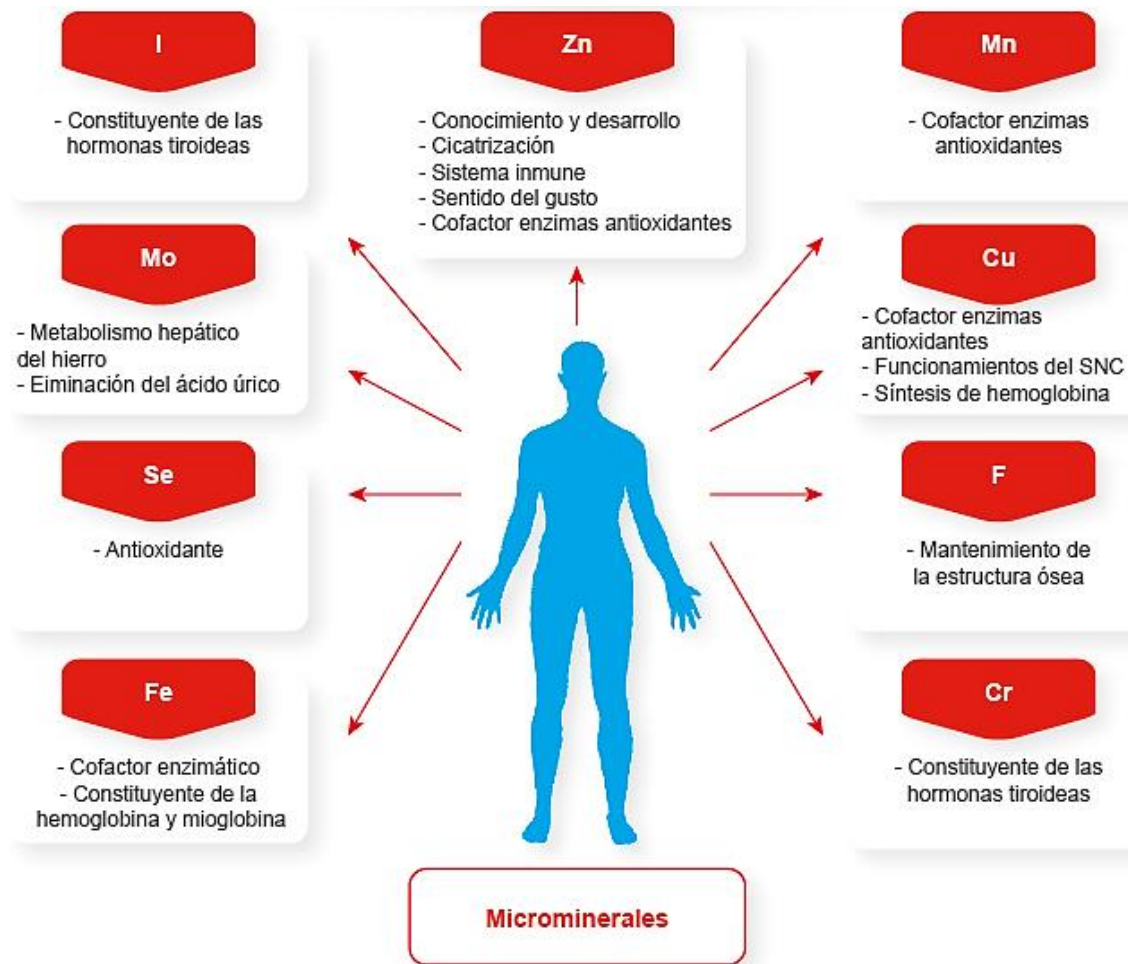 I
- Constituyente de las
hormonas tiroideas
Zn
- Conocimiento y desarrollo
- Cicatrización
- Sistema inmune
- Sentido del gusto
- Cofactor enzimas antioxidantes
Mn
- Cofactor enzimas
antioxidantes
Mo
- Metabolismo hepático
del hierro
- Eiminación del ácido úrico
Cu
- Cofactor enzimas
antioxidantes
- Funcionamientos del SNC
- Síntesis de hemoglobina
Se
- Antioxidante
F
- Mantenimiento de
la estructura ósea
Fe
- Cofactor enzimático
- Constituyente de la
hemoglobina y mioglobina
Cr
- Constituyente de las
hormonas tiroideas
Microminerales